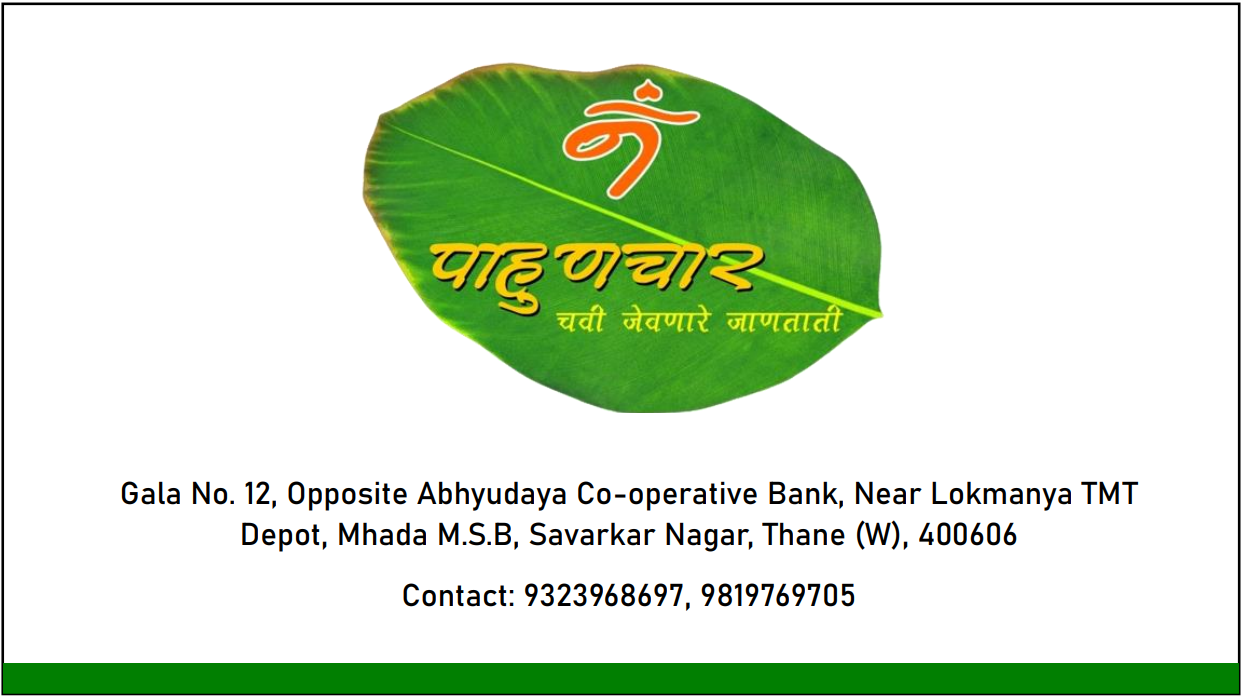 पाहुणचार
चवी जेवणारे जाणताती
Gala No. 12, Opposite Abhyudaya Co-operative Bank, Near Lokmanya TMT
Depot, Mhada M.S.B, Savarkar Nagar, Thane (W), 400606
Contact: 9323968697, 9819769705